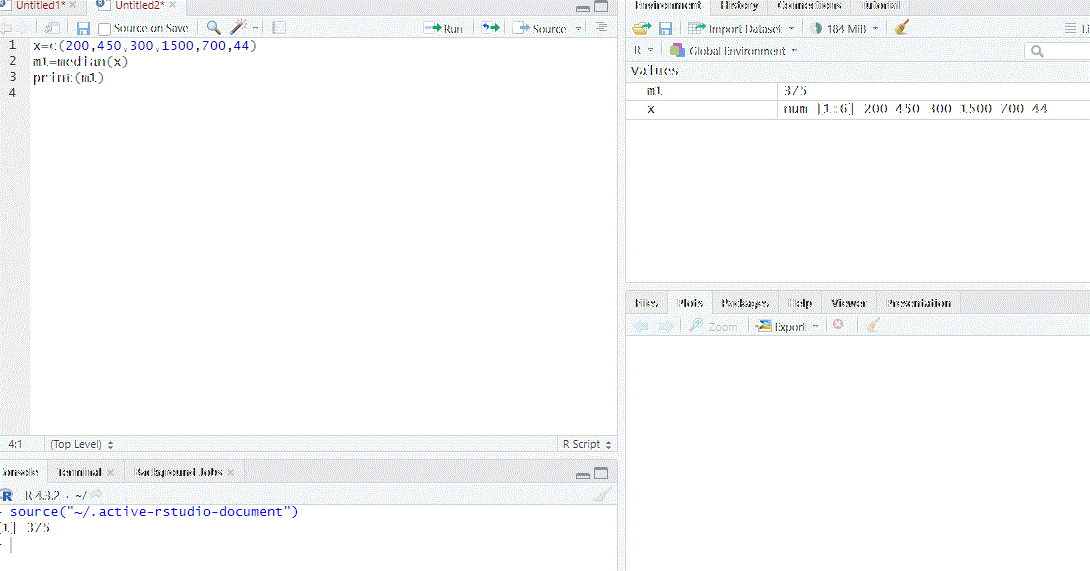 Untitled1* × Untitled2* ×
Source on Save Run Source
1 x=c(200,450,300,1500,700,44)
2 m1=median(x)
3 print(m1)
4
4:1 (Top Level) R Script
Console Terminal × Background Jobs ×
R 4.3.2 · ~/
> source("~/.active-rstudio-document")
[1] 375
>
Environment History Connections Tutorial
Import Dataset 184 MiB Li
R Global Environment
Values
m1 375
x num [1:6] 200 450 300 1500 700 44
Files Plots Packages Help Viewer Presentation
Zoom Export